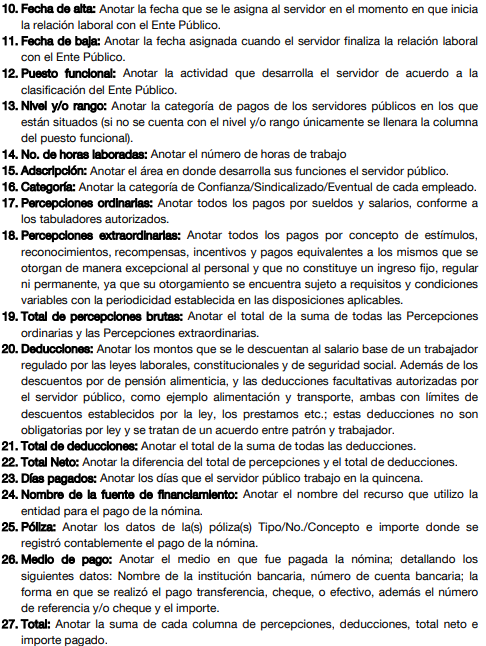 10. Fecha de alta: Anotar la fecha que se le asigna al servidor en el momento en que inicia
la relación laboral con el Ente Público.
11. Fecha de baja: Anotar la fecha asignada cuando el servidor finaliza la relación laboral
con el Ente Público.
12. Puesto funcional: Anotar la actividad que desarrolla el servidor de acuerdo a la
clasificación del Ente Público.
13. Nivel y/o rango: Anotar la categoría de pagos de los servidores públicos en los que
están situados (si no se cuenta con el nivel y/o rango únicamente se llenara la columna
del puesto funcional).
14. No. de horas laboradas: Anotar el número de horas de trabajo
15. Adscripción: Anotar el área en donde desarrolla sus funciones el servidor público.
16. Categoría: Anotar la categoría de Confianza/Sindicalizado/Eventual de cada empleado.
17. Percepciones ordinarias: Anotar todos los pagos por sueldos y salarios, conforme a
los tabuladores autorizados.
18. Percepciones extraordinarias: Anotar todos los pagos por concepto de estímulos,
reconocimientos, recompensas, incentivos y pagos equivalentes a los mismos que se
otorgan de manera excepcional al personal y que no constituye un ingreso fijo, regular
ni permanente, ya que su otorgamiento se encuentra sujeto a requisitos y condiciones
variables con la periodicidad establecida en las disposiciones aplicables.
19. Total de percepciones brutas: Anotar el total de la suma de todas las Percepciones
ordinarias y las Percepciones extraordinarias.
20. Deducciones: Anotar los montos que se le descuentan al salario base de un trabajador
regulado por las leyes laborales, constitucionales y de seguridad social. Además de los
descuentos por de pensión alimenticia, y las deducciones facultativas autorizadas por
el servidor público, como ejemplo alimentación y transporte, ambas con límites de
descuentos establecidos por la ley, los prestamos etc.; estas deducciones no son
obligatorias por ley y se tratan de un acuerdo entre patrón y trabajador.
21. Total de deducciones: Anotar el total de la suma de todas las deducciones.
22. Total Neto: Anotar la diferencia del total de percepciones y el total de deducciones.
23. Días pagados: Anotar los días que el servidor público trabajo en la quincena.
24. Nombre de la fuente de financiamiento: Anotar el nombre del recurso que utilizo la
entidad para el pago de la nómina.
25. Póliza: Anotar los datos de la(s) póliza(s) Tipo/No./Concepto e importe donde se
registró contablemente el pago de la nómina.
26. Medio de pago: Anotar el medio en que fue pagada la nómina; detallando los
siguientes datos: Nombre de la institución bancaria, número de cuenta bancaria; la
forma en que se realizó el pago transferencia, cheque, o efectivo, además el número
de referencia y/o cheque y el importe.
27. Total: Anotar la suma de cada columna de percepciones, deducciones, total neto e
importe pagado.